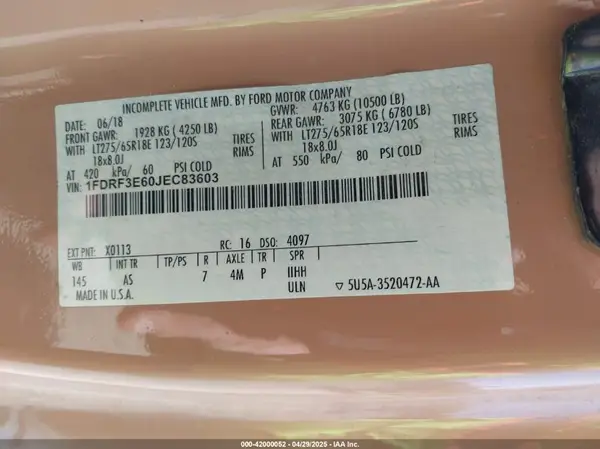 INCOMPLETE VEHICLE MFD. BY FORD MOTOR COMPANY
DATE: 06/18 GVWR: 4763 KG (10500 LB)
FRONT GAWR: 1928 KG (4250 LB) REAR GAWR: 3075 KG (6780 LB)
WITH LT275/65R18E 123/120S TIRES WITH LT275/65R18E 123/120S TIRES
18x8.0J RIMS 18x8.0J RIMS
AT 420 kPa/ 60 PSI COLD AT 550 kPa/ 80 PSI COLD
VIN: 1FDRF3E60JEC83603
EXT PNT: X0113 RC: 16 DSO: 4097
WB INT TR TP/PS R AXLE TR SPR
145 AS 7 4M P IIHH
MADE IN U.S.A. ULN ▽ 5U5A-3520472-AA
000-42000052 - 04/29/2025 - IAAI.COM